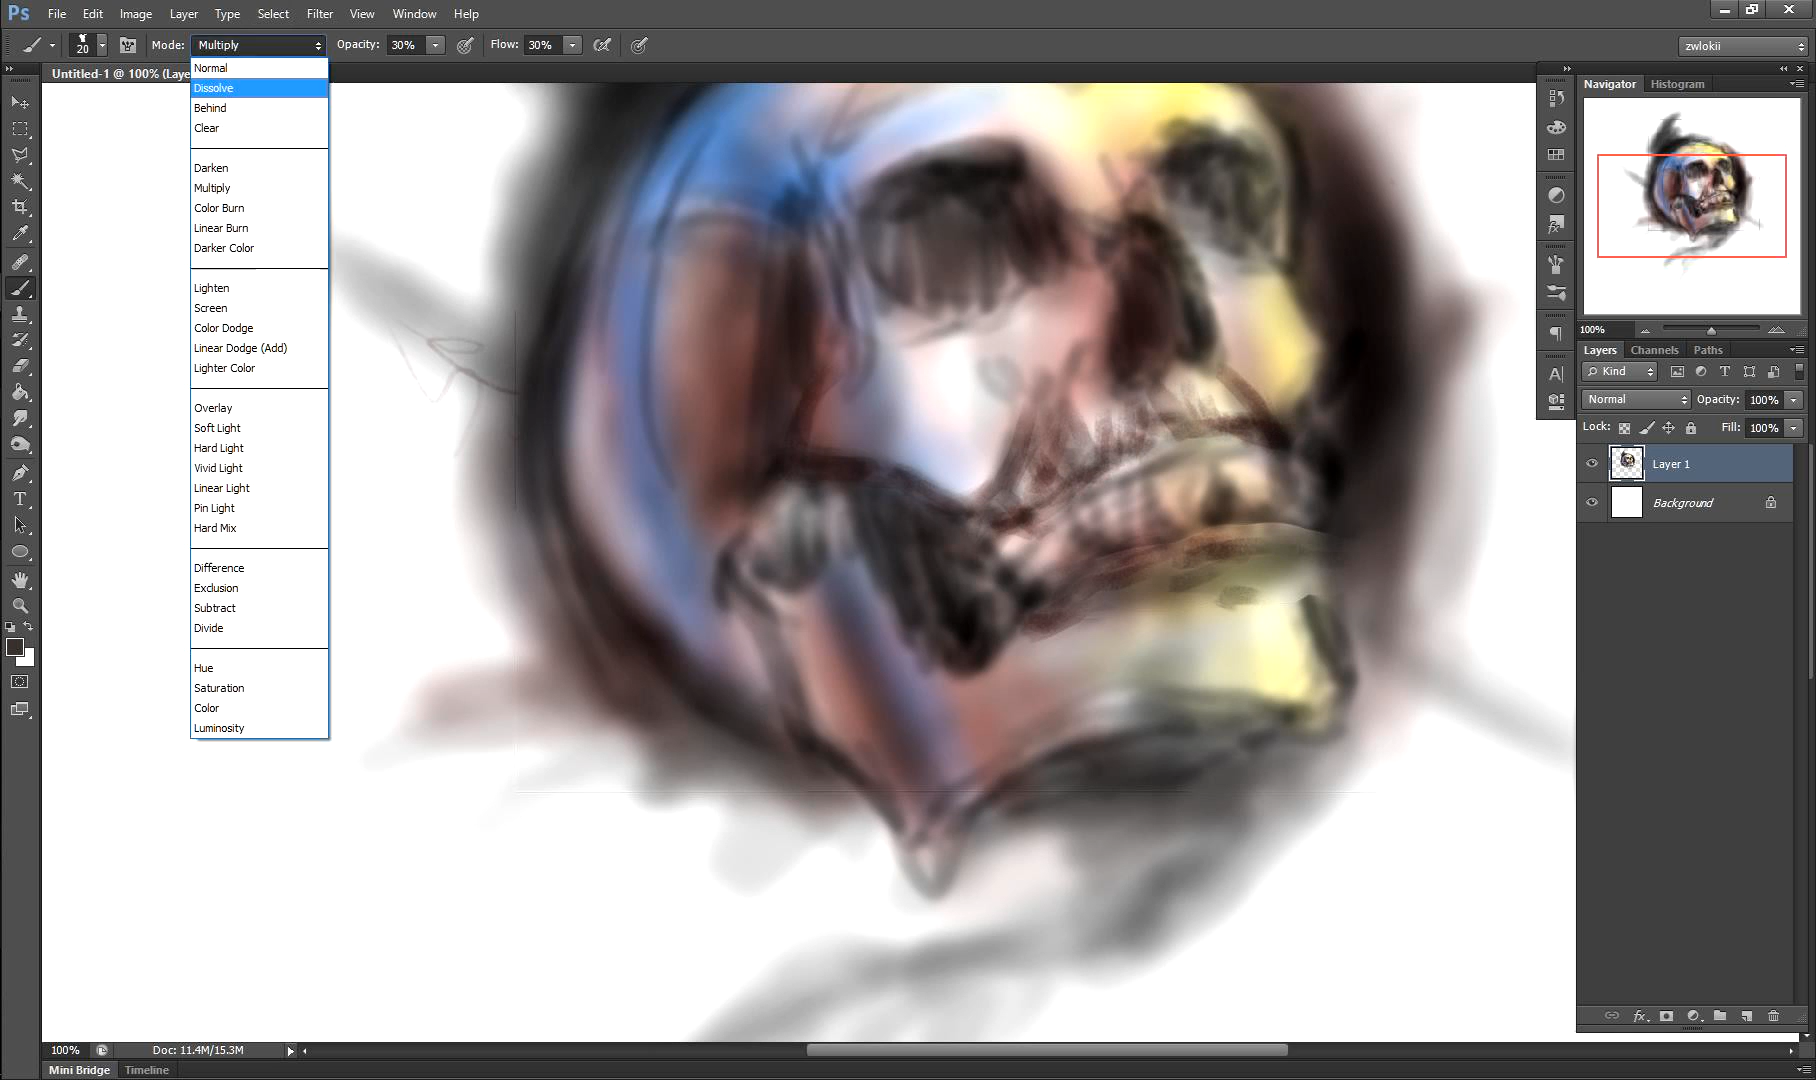 Ps File Edit Image Layer Type Select Filter View Window Help
20 Mode: Multiply Opacity: 30% Flow: 30% zwlokii
Untitled-1 @ 100% (Laye
Normal
Dissolve
Behind
Clear
Darken
Multiply
Color Burn
Linear Burn
Darker Color
Lighten
Screen
Color Dodge
Linear Dodge (Add)
Lighter Color
Overlay
Soft Light
Hard Light
Vivid Light
Linear Light
Pin Light
Hard Mix
Difference
Exclusion
Subtract
Divide
Hue
Saturation
Color
Luminosity
Navigator Histogram
100%
Layers Channels Paths
Kind
Normal Opacity: 100%
Lock: Fill: 100%
Layer 1
Background
100% Doc: 11.4M/15.3M
Mini Bridge Timeline